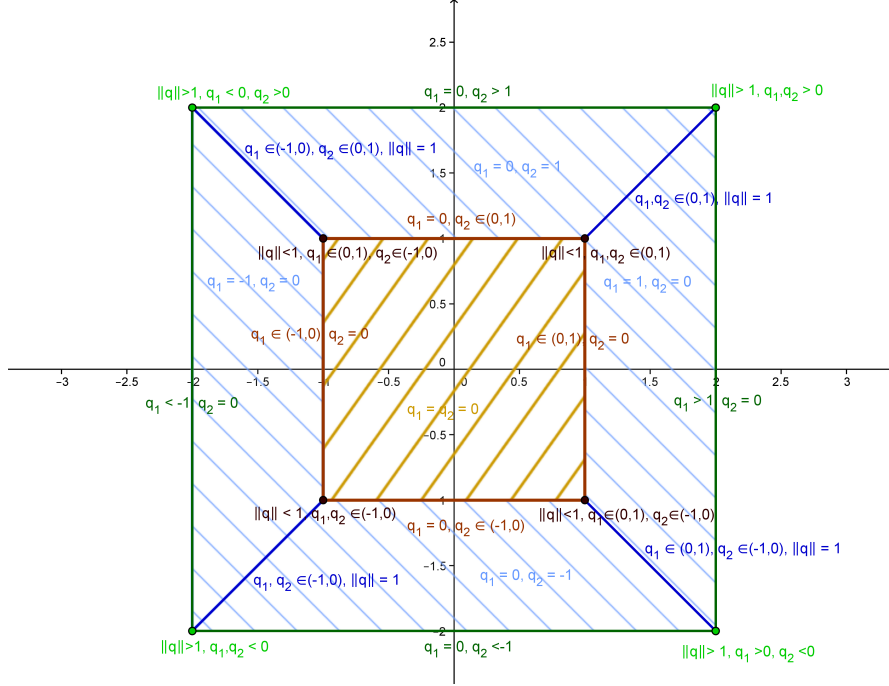 2.5
‖q‖>1, q₁ < 0, q₂ >0
q₁ = 0, q₂ > 1
‖q‖> 1, q₁,q₂ > 0
2
q₁ ∈(-1,0), q₂ ∈(0,1), ‖q‖ = 1
1.5
q₁ = 0, q₂ = 1
q₁,q₂ ∈(0,1), ‖q‖ = 1
q₁ = 0, q₂ ∈(0,1)
1
‖q‖<1, q₁ ∈(0,1), q₂∈(-1,0)
‖q‖<1, q₁,q₂ ∈(0,1)
q₁ = -1, q₂ = 0
q₁ = 1, q₂ = 0
0.5
q₁ ∈ (-1,0) q₂ = 0
q₁ ∈ (0,1) q₂ = 0
0
−3 −2.5 −2 −1.5 −1 −0.5 0.5 1.5 2 2.5 3
q₁ < -1 q₂ = 0
q₁ = q₂ = 0
q₁ > 1 q₂ = 0
−0.5
−1
‖q‖ < 1, q₁,q₂ ∈(-1,0)
q₁ = 0, q₂ ∈ (-1,0)
‖q‖<1, q₁∈(0,1), q₂∈(-1,0)
q₁ ∈ (0,1), q₂ ∈(-1,0), ‖q‖ = 1
−1.5
q₁, q₂ ∈(-1,0), ‖q‖ = 1
q₁ = 0, q₂ = -1
−2
‖q‖>1, q₁,q₂ < 0
q₁ = 0, q₂ <-1
‖q‖> 1, q₁ >0, q₂ <0